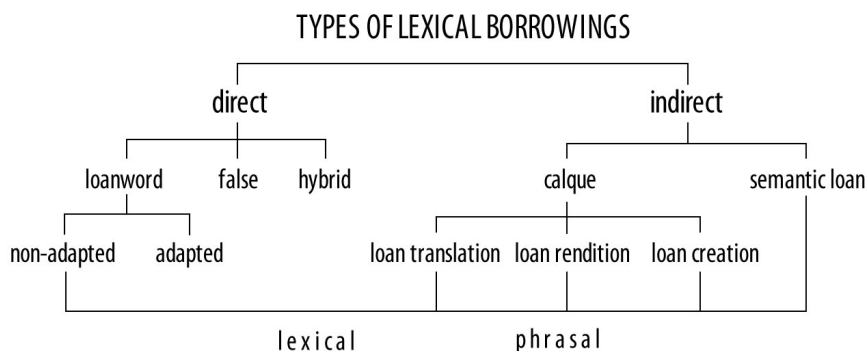 TYPES OF LEXICAL BORROWINGS
direct indirect
loanword false hybrid calque semantic loan
non-adapted adapted loan translation loan rendition loan creation
lexical phrasal